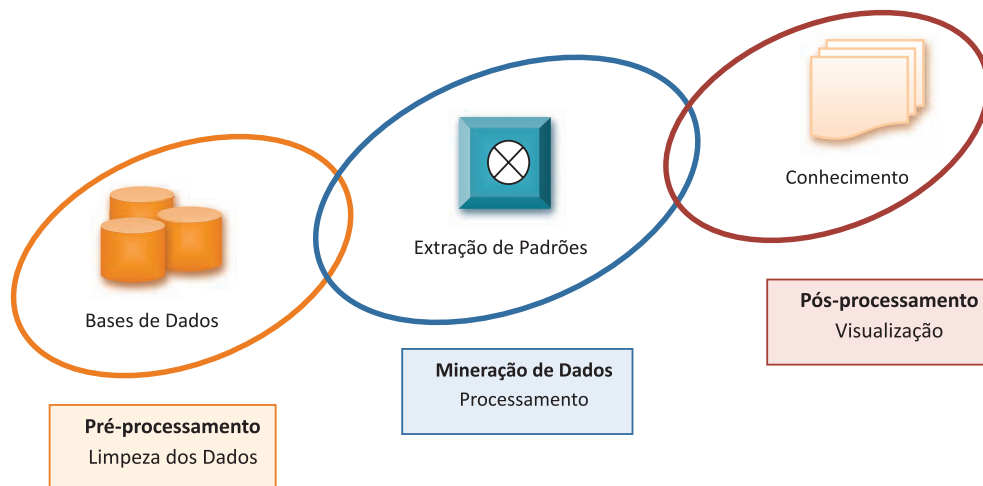 Bases de Dados
Pré-processamento
Limpeza dos Dados
Extração de Padrões
Mineração de Dados
Processamento
Conhecimento
Pós-processamento
Visualização